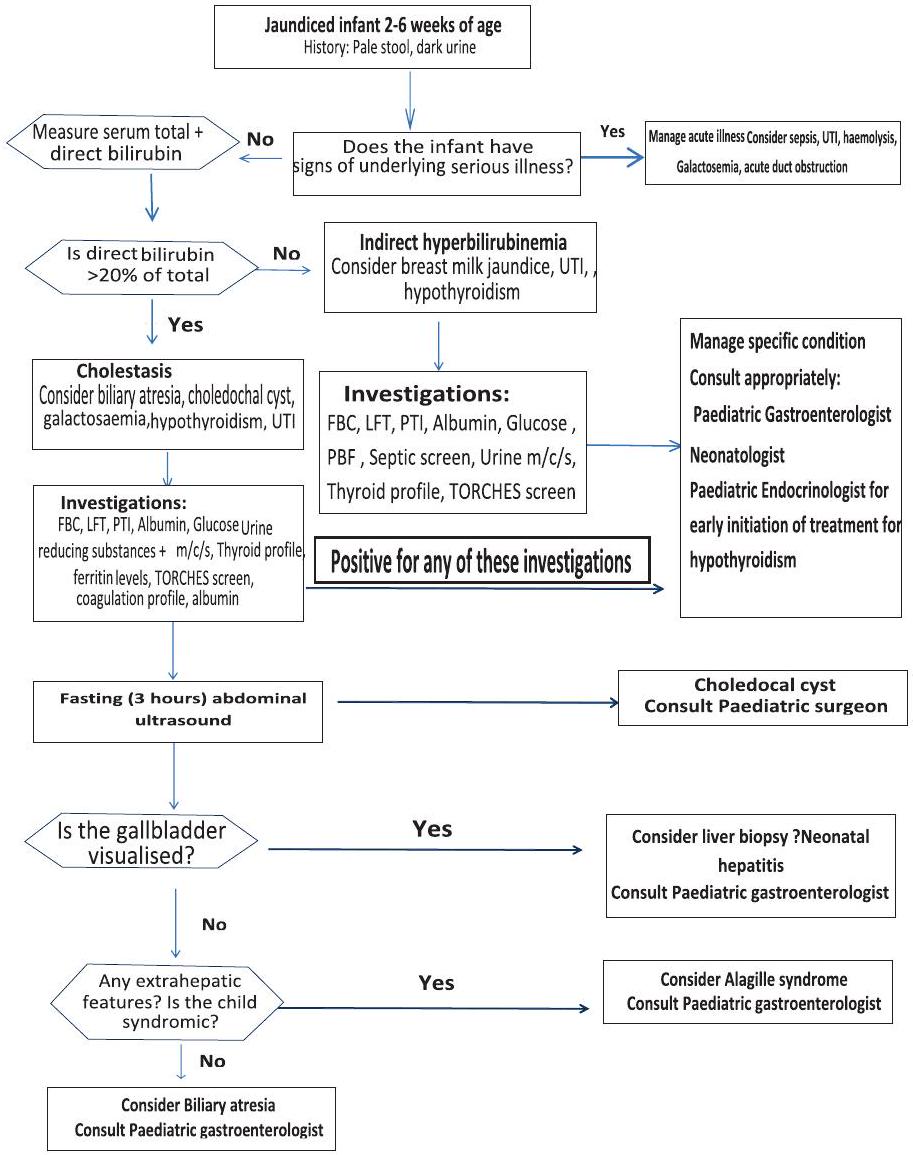 Jaundiced infant 2-6 weeks of age
History: Pale stool, dark urine
Measure serum total +
direct bilirubin
No
Does the infant have
signs of underlying serious illness?
Yes
Manage acute illness Consider sepsis, UTI, haemolysis,
Galactosemia, acute duct obstruction
Is direct bilirubin
>20% of total
No
Indirect hyperbilirubinemia
Consider breast milk jaundice, UTI, ,
hypothyroidism
Yes
Cholestasis
Consider biliary atresia, choledochal cyst,
galactosaemia, hypothyroidism, UTI
Investigations:
FBC, LFT, PTI, Albumin, Glucose ,
PBF , Septic screen, Urine m/c/s,
Thyroid profile, TORCHES screen
Manage specific condition
Consult appropriately:
Paediatric Gastroenterologist
Neonatologist
Paediatric Endocrinologist for
early initiation of treatment for
hypothyroidism
Investigations:
FBC, LFT, PTI, Albumin, Glucose Urine
reducing substances + m/c/s, Thyroid profile,
ferritin levels, TORCHES screen,
coagulation profile, albumin
Positive for any of these investigations
Fasting (3 hours) abdominal
ultrasound
Choledocal cyst
Consult Paediatric surgeon
Is the gallbladder
visualised?
Yes
Consider liver biopsy ?Neonatal
hepatitis
Consult Paediatric gastroenterologist
No
Any extrahepatic
features? Is the child
syndromic?
Yes
Consider Alagille syndrome
Consult Paediatric gastroenterologist
No
Consider Biliary atresia
Consult Paediatric gastroenterologist